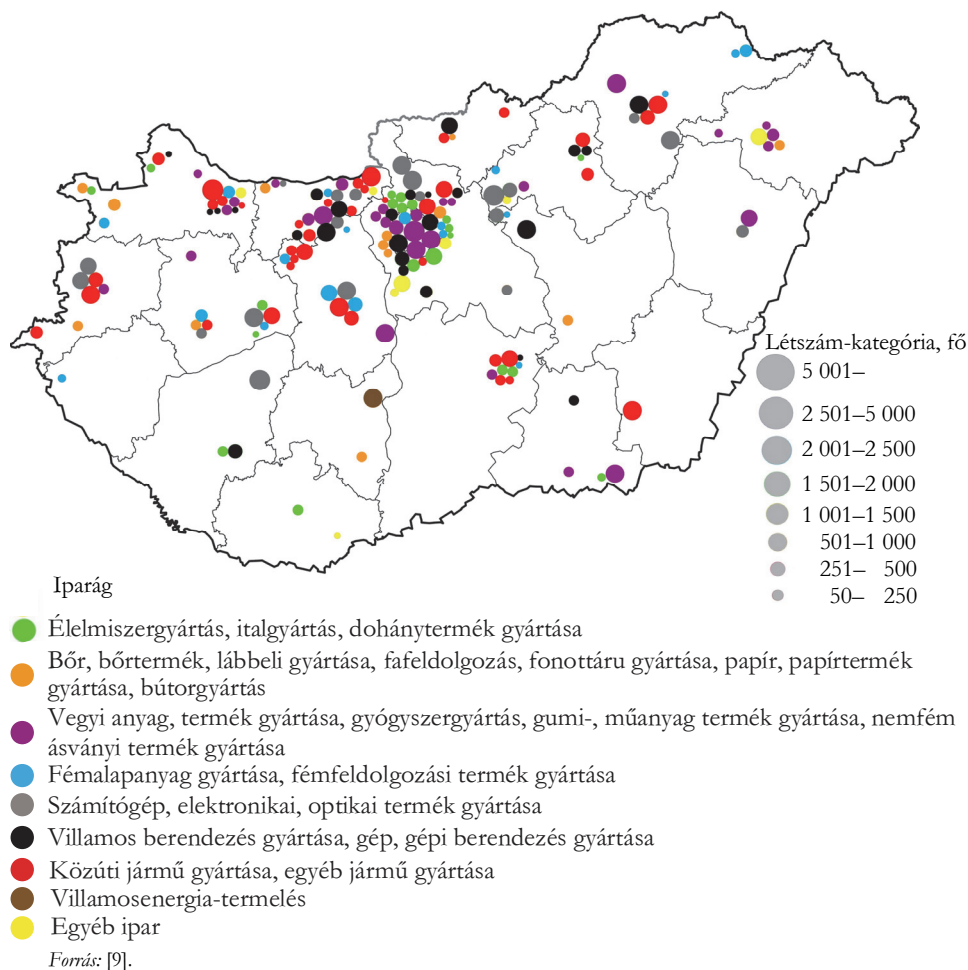 Létszám-kategória, fő
5 001–
2 501–5 000
2 001–2 500
1 501–2 000
1 001–1 500
501–1 000
251– 500
50– 250
Iparág
Élelmiszergyártás, italgyártás, dohánytermék gyártása
Bőr, bőrtermék, lábbeli gyártása, fafeldolgozás, fonottáru gyártása, papír, papírtermék
gyártása, bútorgyártás
Vegyi anyag, termék gyártása, gyógyszergyártás, gumi-, műanyag termék gyártása, nemfém
ásványi termék gyártása
Fémalapanyag gyártása, fémfeldolgozási termék gyártása
Számítógép, elektronikai, optikai termék gyártása
Villamos berendezés gyártása, gép, gépi berendezés gyártása
Közúti jármű gyártása, egyéb jármű gyártása
Villamosenergia-termelés
Egyéb ipar
Forrás: [9].